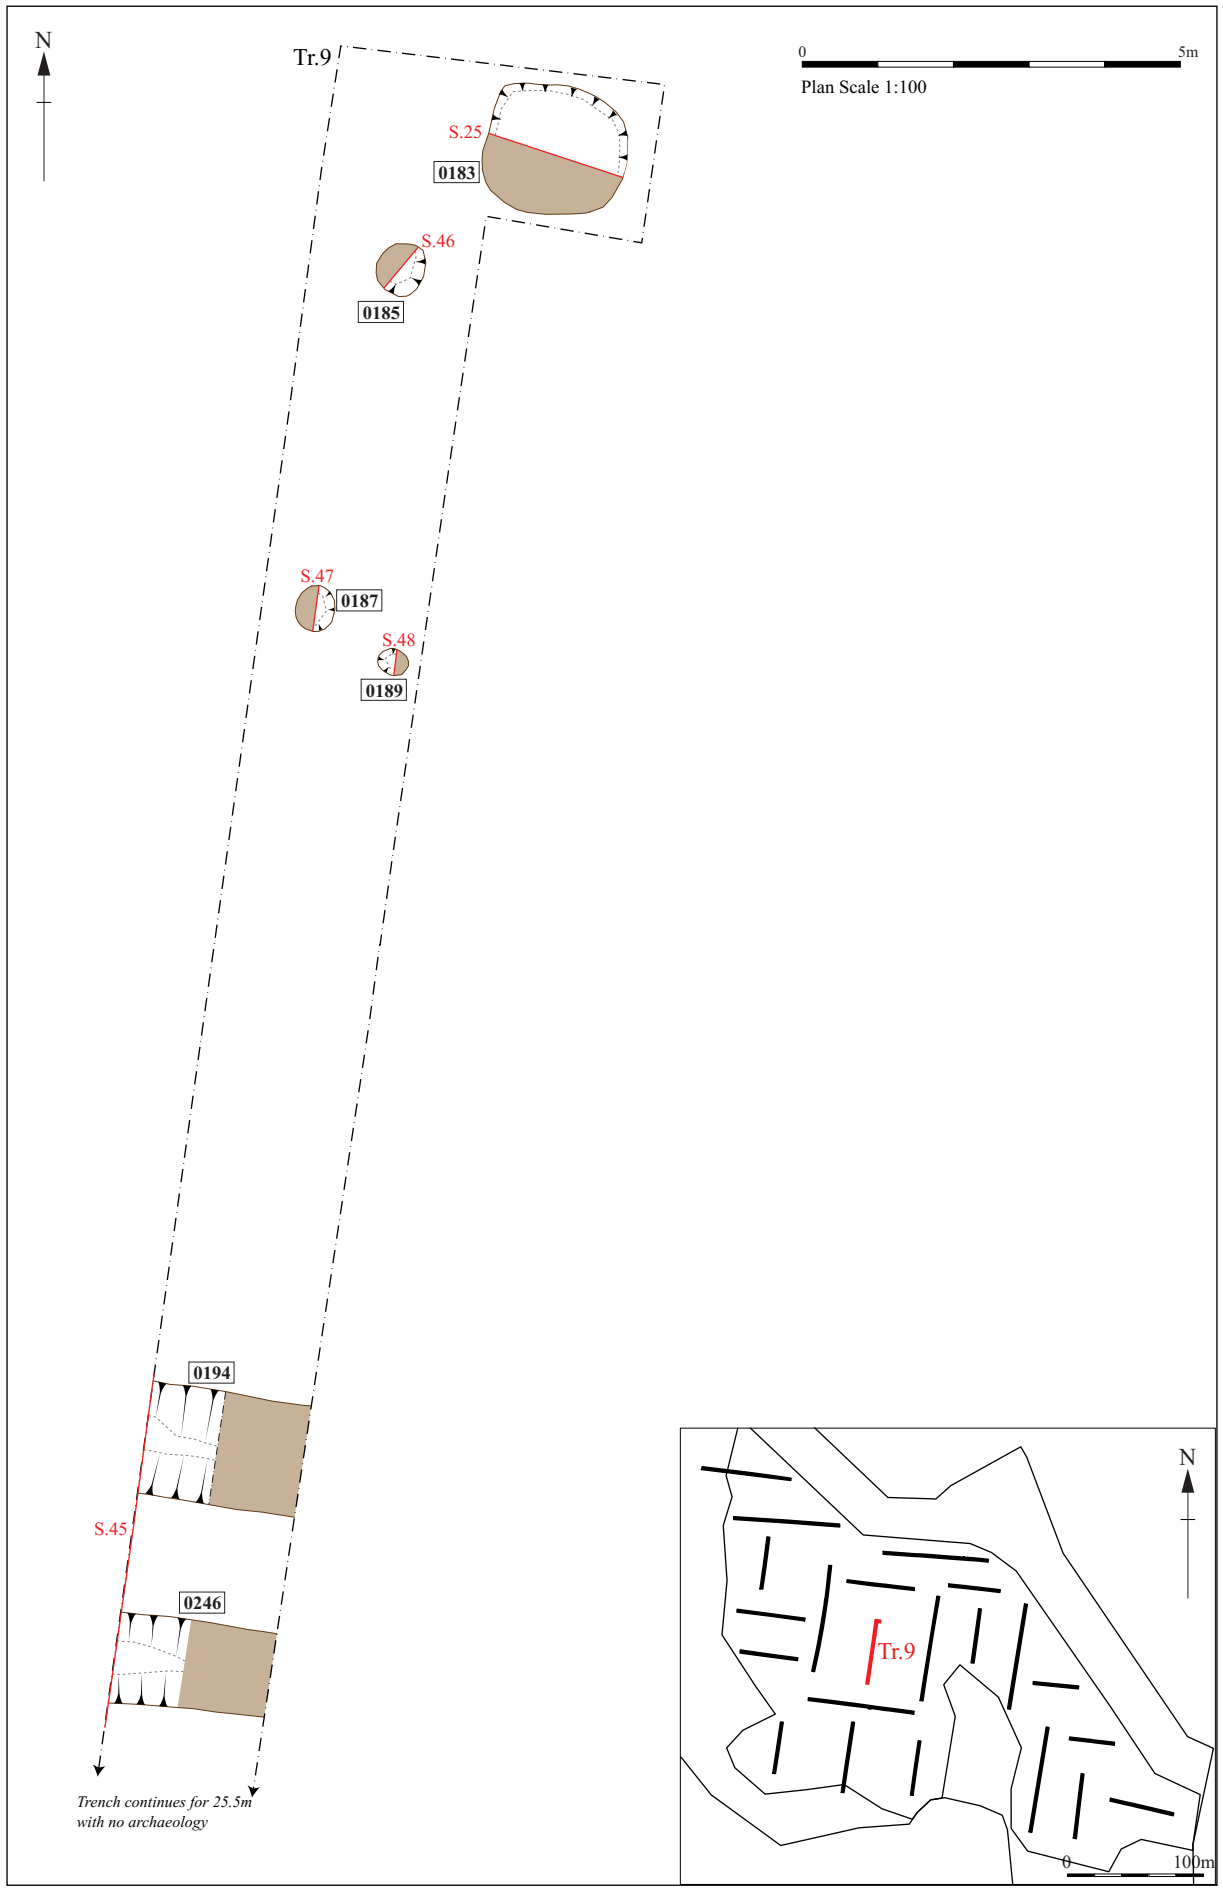 N
Tr.9
0 5m
Plan Scale 1:100
S.25
0183
S.46
0185
S.47
0187
S.48
0189
0194
S.45
0246
Trench continues for 25.5m
with no archaeology
N
Tr.9
0 100m